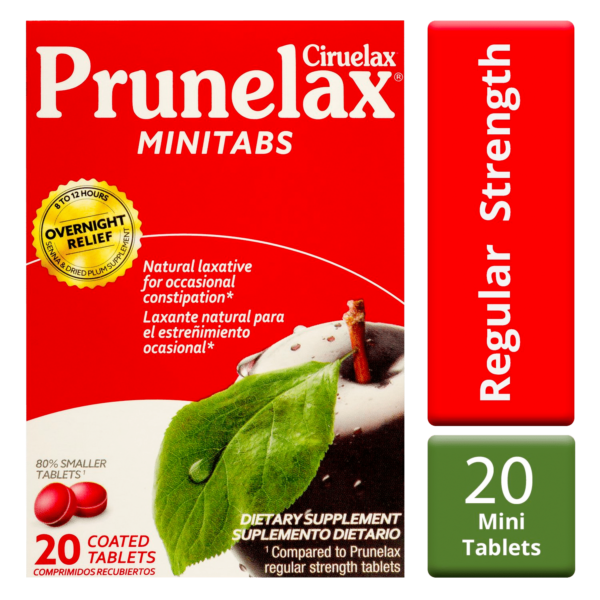 Ciruelax
Prunelax®
MINITABS
8 TO 12 HOURS
OVERNIGHT
RELIEF
SENNA & DRIED PLUM SUPPLEMENT
Natural laxative
for occasional
constipation*
Laxante natural para
el estreñimiento
ocasional*
80% SMALLER
TABLETS¹
20 COATED
TABLETS
COMPRIMIDOS RECUBIERTOS
DIETARY SUPPLEMENT
SUPLEMENTO DIETARIO
¹ Compared to Prunelax
regular strength tablets
Regular Strength
20
Mini
Tablets